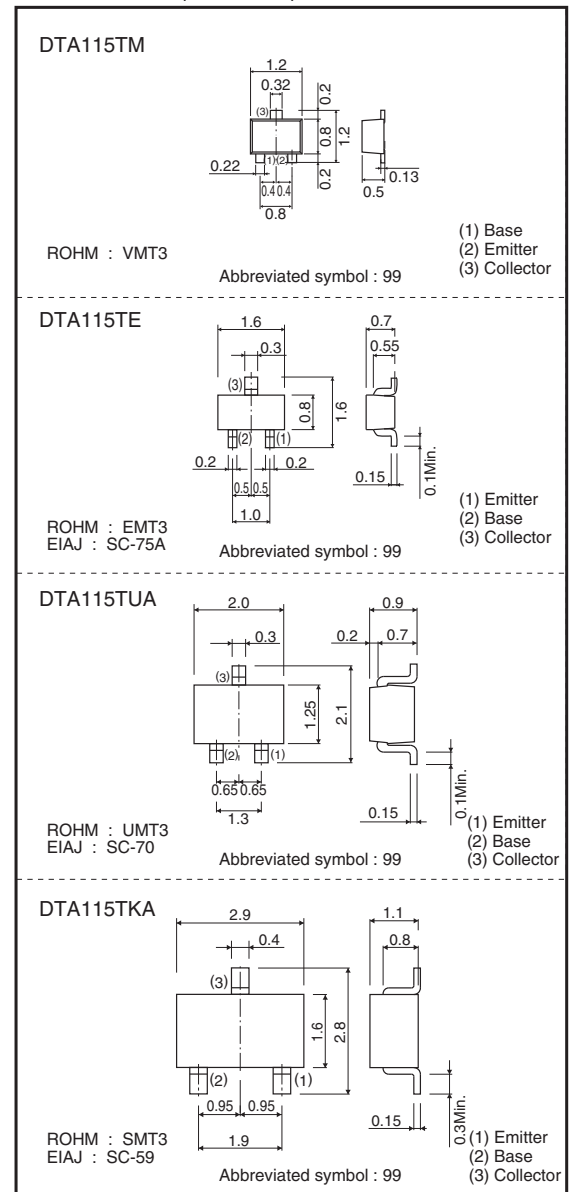 DTA115TM
1.2
0.32
0.2
(3)
0.8
1.2
0.22
(1)
(2)
0.4
0.4
0.2
0.8
0.13
0.5
(1) Base
(2) Emitter
(3) Collector
ROHM : VMT3
Abbreviated symbol : 99
DTA115TE
1.6
0.3
(3)
0.8
1.6
(2)
(1)
0.2
0.2
0.5
0.5
1.0
0.7
0.55
0.15
0.1Min.
(1) Emitter
(2) Base
(3) Collector
ROHM : EMT3
EIAJ : SC-75A
Abbreviated symbol : 99
DTA115TUA
2.0
0.3
(3)
1.25
2.1
(2)
(1)
0.65
0.65
1.3
0.9
0.2
0.7
0.15
0.1Min.
(1) Emitter
(2) Base
(3) Collector
ROHM : UMT3
EIAJ : SC-70
Abbreviated symbol : 99
DTA115TKA
2.9
0.4
(3)
1.6
2.8
(2)
(1)
0.95
0.95
1.9
1.1
0.8
0.15
0.3Min.
(1) Emitter
(2) Base
(3) Collector
ROHM : SMT3
EIAJ : SC-59
Abbreviated symbol : 99